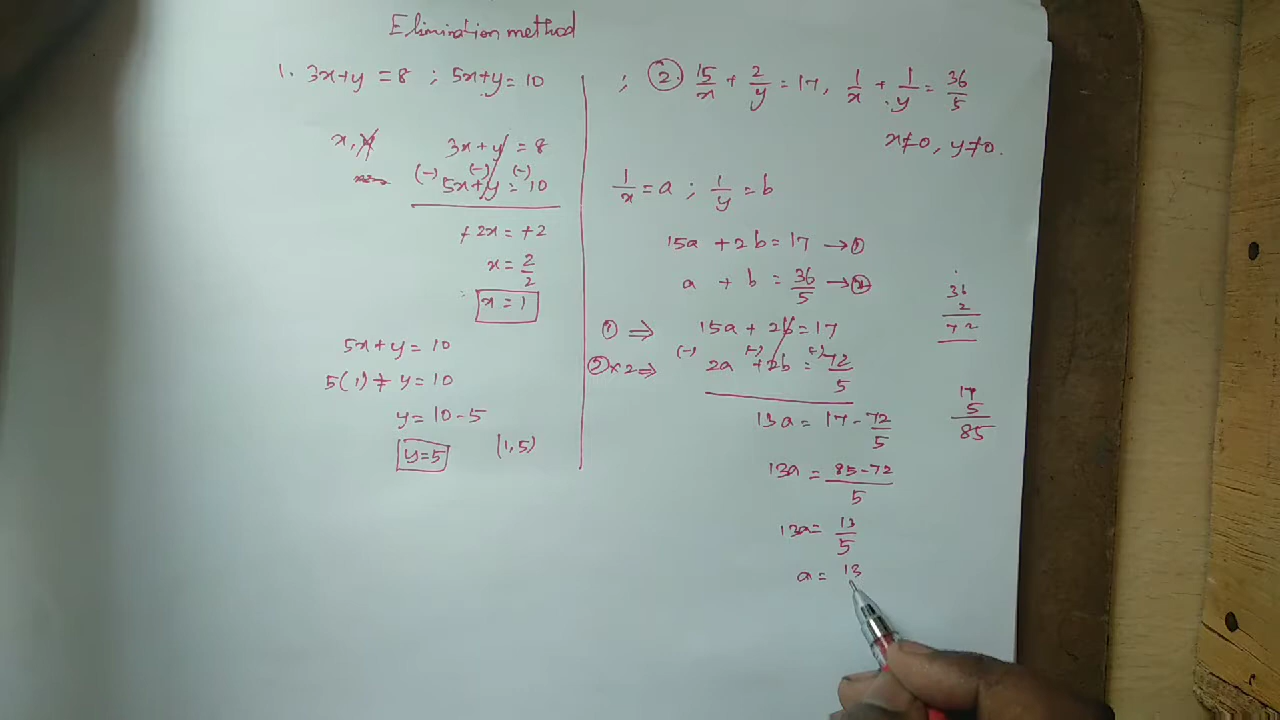 Elimination method
1. 3x+y = 8 ; 5x+y = 10
x, y
3x + y = 8
(-) (-) (-)
5x+y = 10
+2x = +2
x = 2/2
x = 1
5x+y = 10
5(1) + y = 10
y = 10 - 5
y = 5 (1,5)
; 2. 15/x + 2/y = 17, 1/x + 1/y = 36/5
x≠0, y≠0.
1/x = a ; 1/y = b
15a + 2b = 17 → 1
a + b = 36/5 → 2
1 ⇒ 15a + 2b = 17
(-) (-) (-)
2 x 2 ⇒ 2a + 2b = 72/5
13a = 17 - 72/5
13a = 85-72/5
13a = 13/5
a = 13
36
2
72
17
5
85